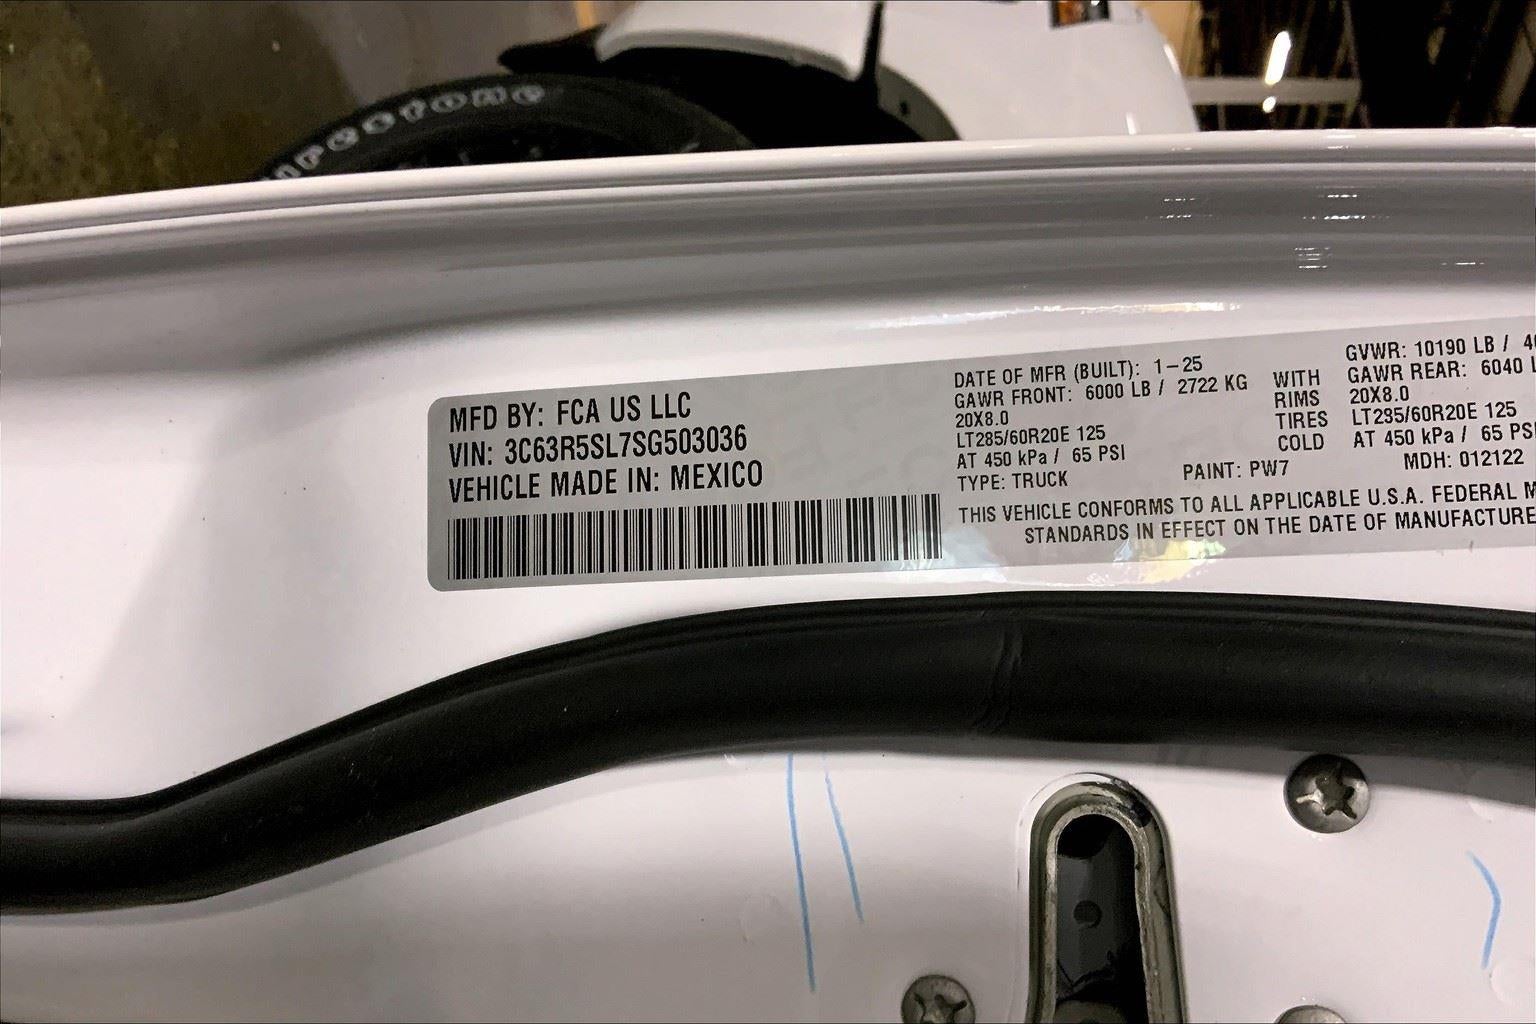 MFD BY: FCA US LLC
VIN: 3C63R5SL7SG503036
VEHICLE MADE IN: MEXICO
DATE OF MFR (BUILT): 1-25
GAWR FRONT: 6000 LB / 2722 KG
20X8.0
LT285/60R20E 125
AT 450 kPa / 65 PSI
TYPE: TRUCK
WITH
RIMS
TIRES
COLD
GVWR: 10190 LB /
GAWR REAR: 6040
20X8.0
LT285/60R20E 125
AT 450 kPa / 65 PSI
PAINT: PW7
MDH: 012122
THIS VEHICLE CONFORMS TO ALL APPLICABLE U.S.A. FEDERAL
STANDARDS IN EFFECT ON THE DATE OF MANUFACTURE